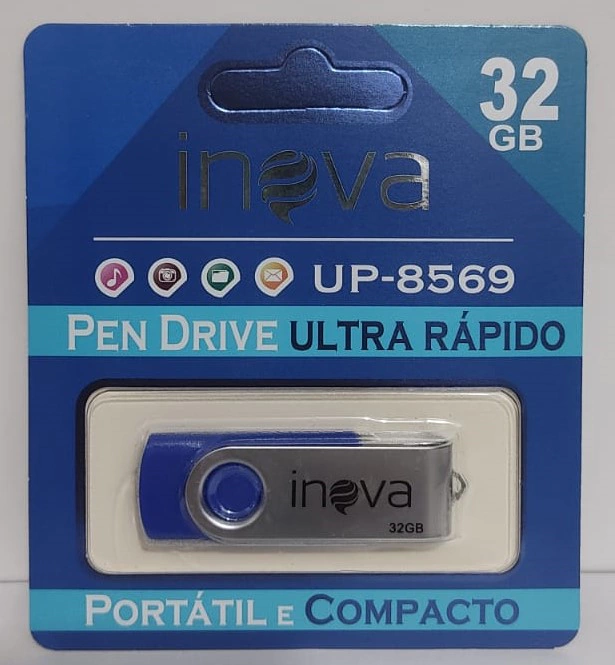 32
GB
inova
UP-8569
PEN DRIVE ULTRA RÁPIDO
inova
32GB
PORTÁTIL E COMPACTO